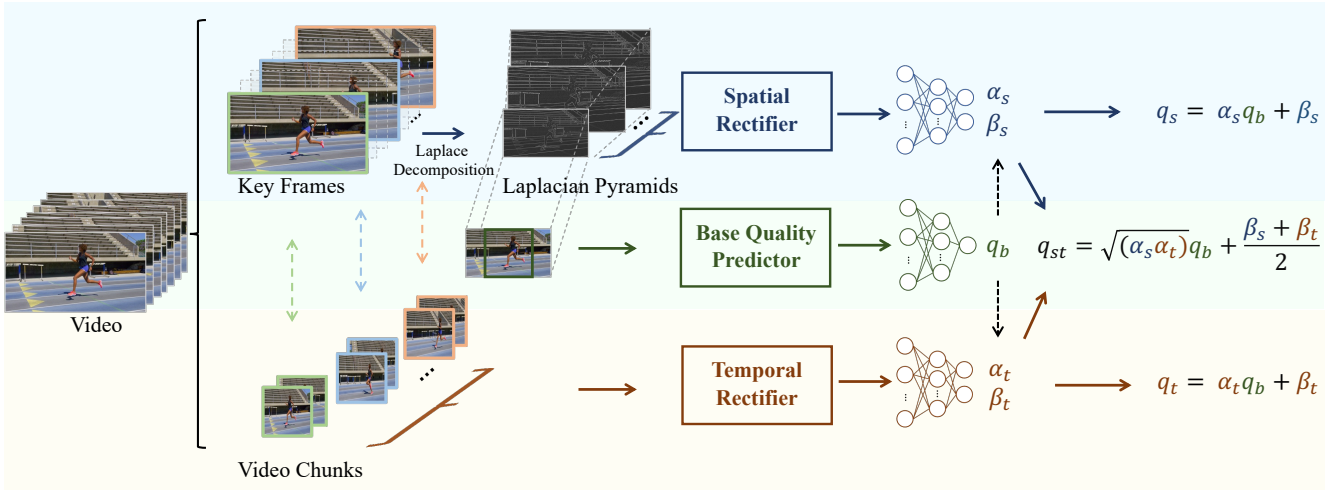 Key Frames
Laplace
Decomposition
Laplacian Pyramids
Spatial
Rectifier
α_s
β_s
q_s = α_s q_b + β_s
Video
Base Quality
Predictor
q_b
q_st = √(α_s α_t) q_b + (β_s + β_t)/2
Video Chunks
Temporal
Rectifier
α_t
β_t
q_t = α_t q_b + β_t